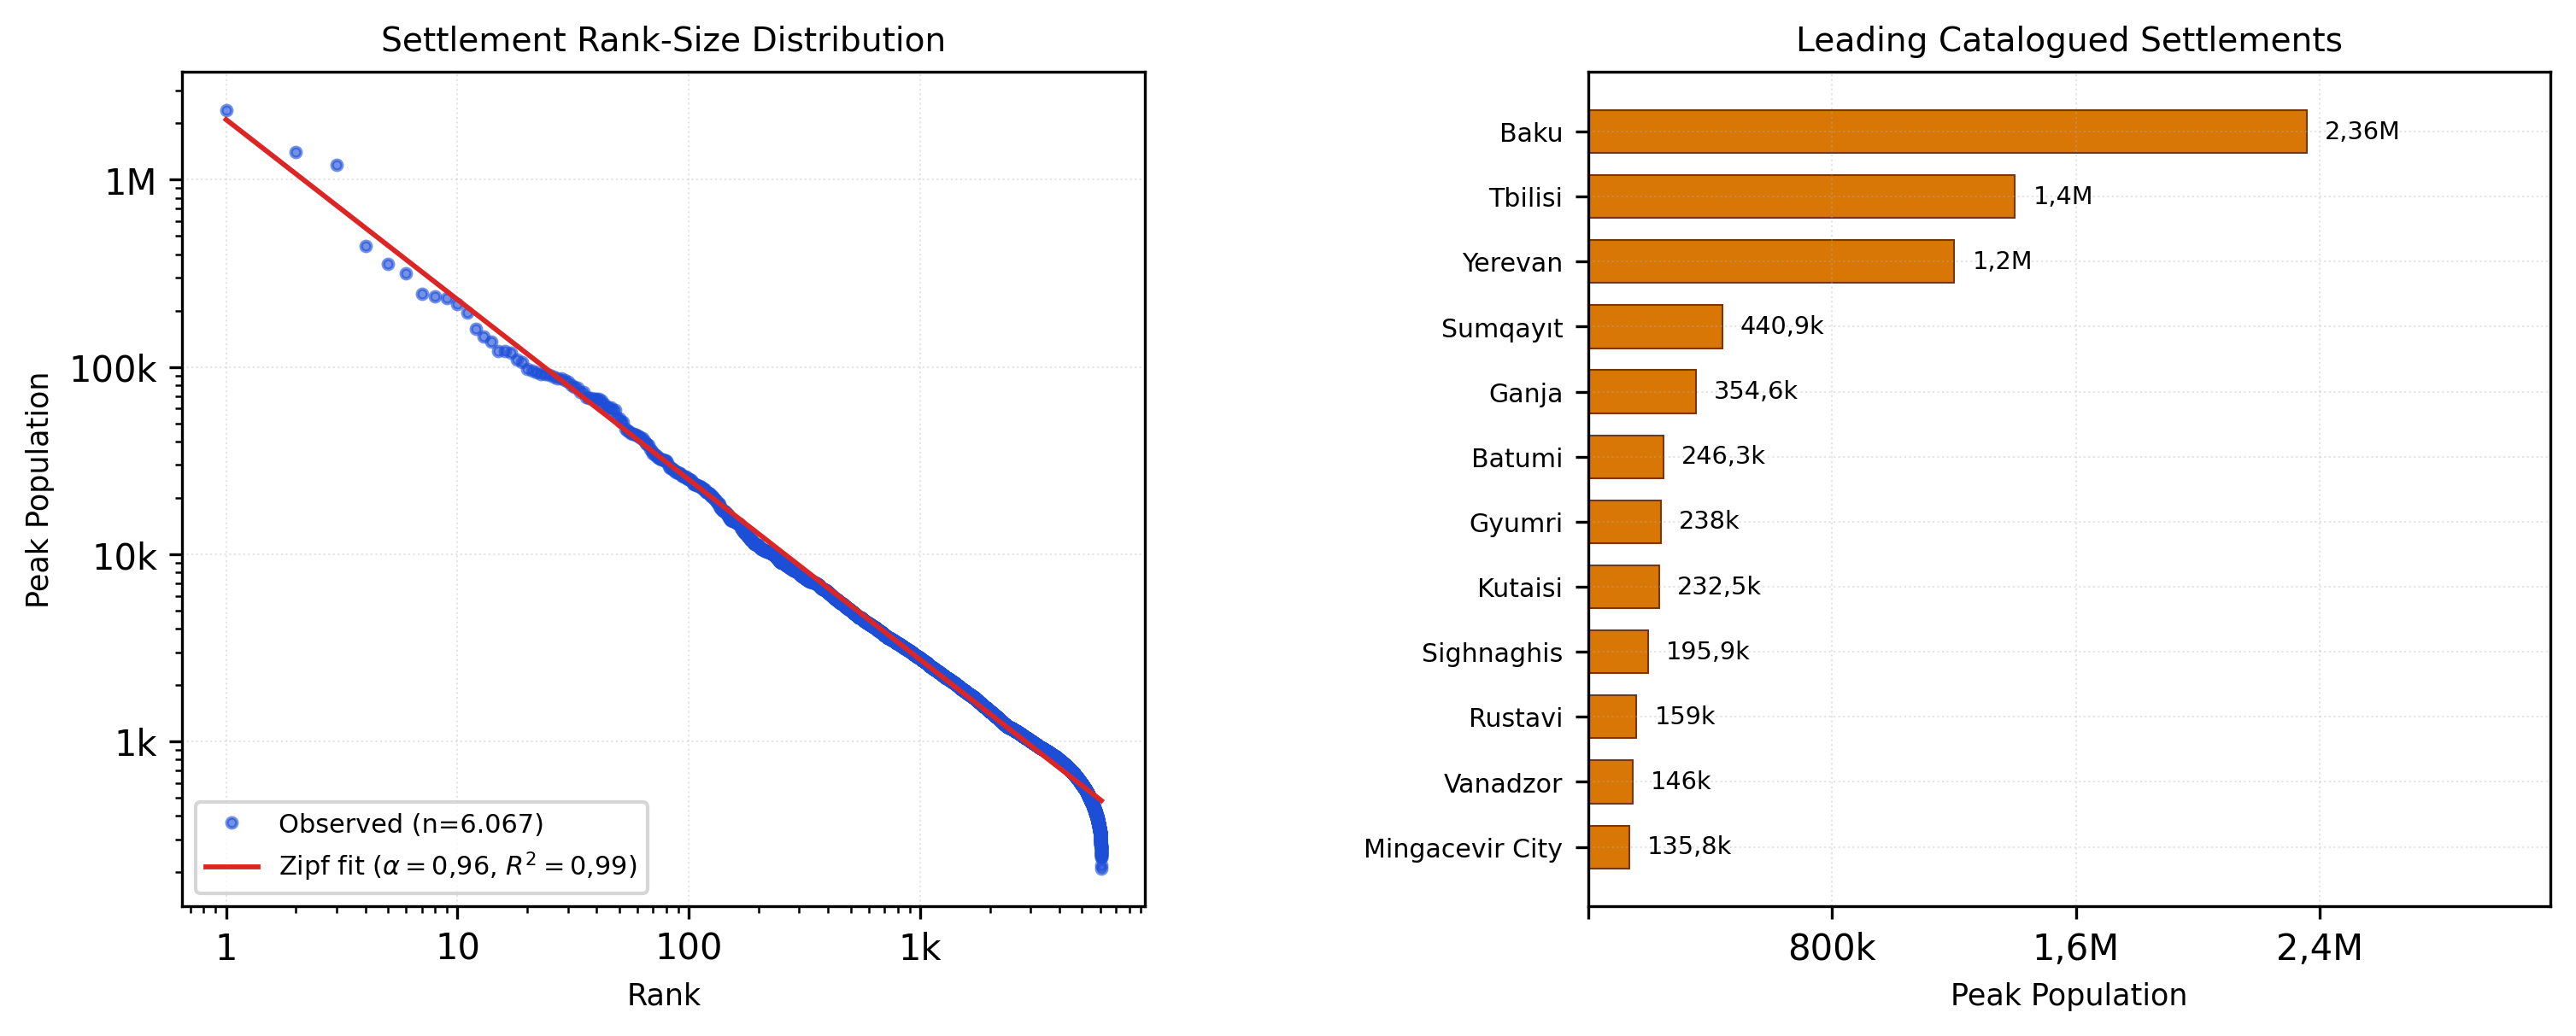 Settlement Rank-Size Distribution
Peak Population
1M
100k
10k
1k
Observed (n=6.067)
Zipf fit (α = 0,96, R² = 0,99)
1
10
100
1k
Rank
Leading Catalogued Settlements
Baku
2,36M
Tbilisi
1,4M
Yerevan
1,2M
Sumqayıt
440,9k
Ganja
354,6k
Batumi
246,3k
Gyumri
238k
Kutaisi
232,5k
Sighnaghis
195,9k
Rustavi
159k
Vanadzor
146k
Mingacevir City
135,8k
800k
1,6M
2,4M
Peak Population